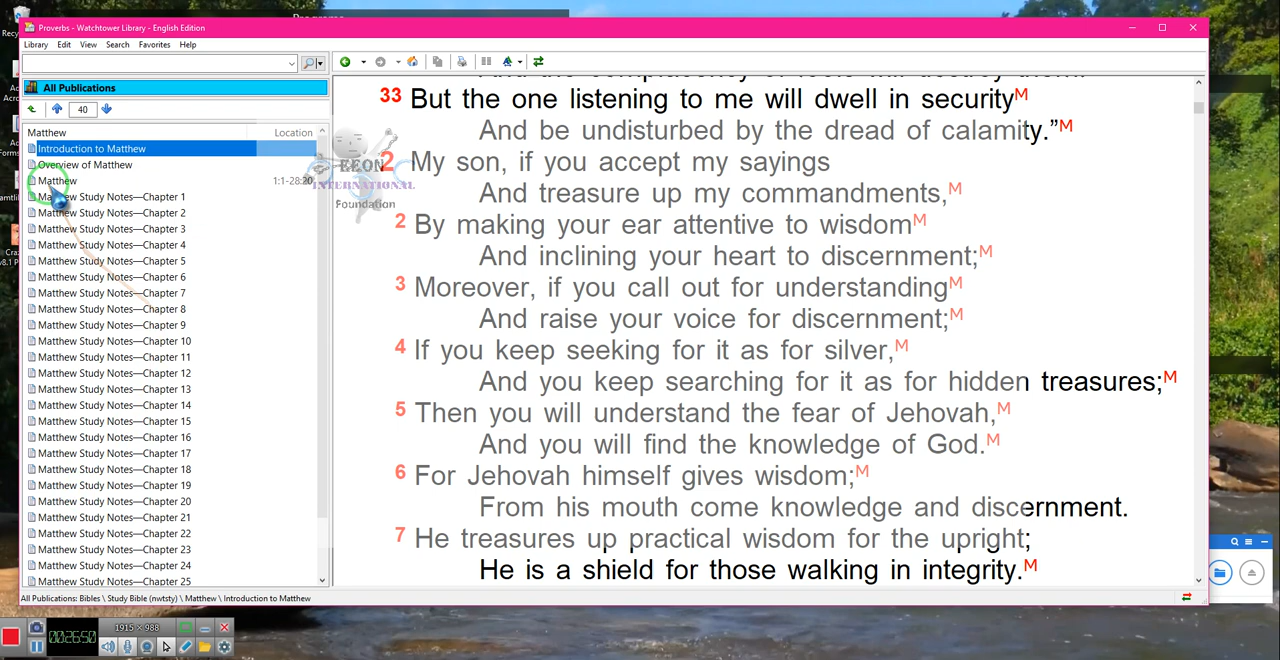 Recy
Proverbs - Watchtower Library - English Edition
Library Edit View Search Favorites Help
All Publications
40
Matthew Location
Introduction to Matthew
Overview of Matthew
Matthew 1:1-28:20
Matthew Study Notes—Chapter 1
Matthew Study Notes—Chapter 2
Matthew Study Notes—Chapter 3
Matthew Study Notes—Chapter 4
Matthew Study Notes—Chapter 5
Matthew Study Notes—Chapter 6
Matthew Study Notes—Chapter 7
Matthew Study Notes—Chapter 8
Matthew Study Notes—Chapter 9
Matthew Study Notes—Chapter 10
Matthew Study Notes—Chapter 11
Matthew Study Notes—Chapter 12
Matthew Study Notes—Chapter 13
Matthew Study Notes—Chapter 14
Matthew Study Notes—Chapter 15
Matthew Study Notes—Chapter 16
Matthew Study Notes—Chapter 17
Matthew Study Notes—Chapter 18
Matthew Study Notes—Chapter 19
Matthew Study Notes—Chapter 20
Matthew Study Notes—Chapter 21
Matthew Study Notes—Chapter 22
Matthew Study Notes—Chapter 23
Matthew Study Notes—Chapter 24
Matthew Study Notes—Chapter 25
INTERNATIONAL
Foundation
33 But the one listening to me will dwell in securityM
And be undisturbed by the dread of calamity.”M
2 My son, if you accept my sayings
And treasure up my commandments,M
2 By making your ear attentive to wisdomM
And inclining your heart to discernment;M
3 Moreover, if you call out for understandingM
And raise your voice for discernment;M
4 If you keep seeking for it as for silver,M
And you keep searching for it as for hidden treasures;M
5 Then you will understand the fear of Jehovah,M
And you will find the knowledge of God.M
6 For Jehovah himself gives wisdom;M
From his mouth come knowledge and discernment.
7 He treasures up practical wisdom for the upright;
He is a shield for those walking in integrity.M
All Publications: Bibles \ Study Bible (nwtsty) \ Matthew \ Introduction to Matthew
1915 × 988
00:26:50